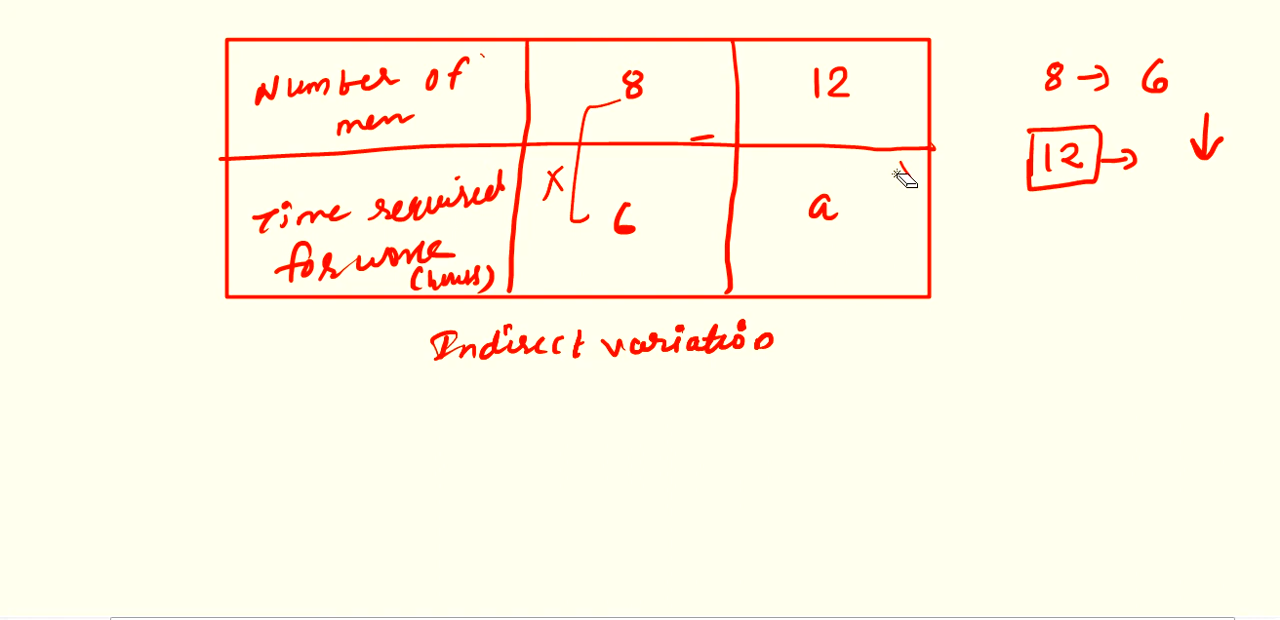 Number of men
8
12
Time required for work (hours)
6
a
×
=
Indirect variation
8 → 6
12 → ↓